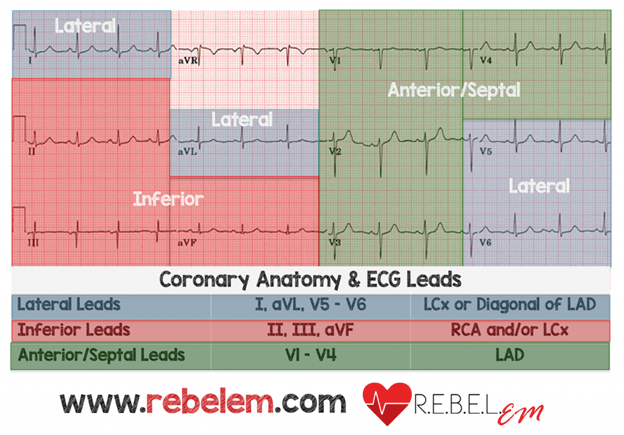 Lateral
I aVR V1 V4
Anterior/Septal
Lateral
II aVL V2 V5
Lateral
Inferior
III aVF V3 V6
Coronary Anatomy & ECG Leads
Lateral Leads I, aVL, V5 - V6 LCx or Diagonal of LAD
Inferior Leads II, III, aVF RCA and/or LCx
Anterior/Septal Leads V1 - V4 LAD
www.rebelem.com R.E.B.E.L. EM